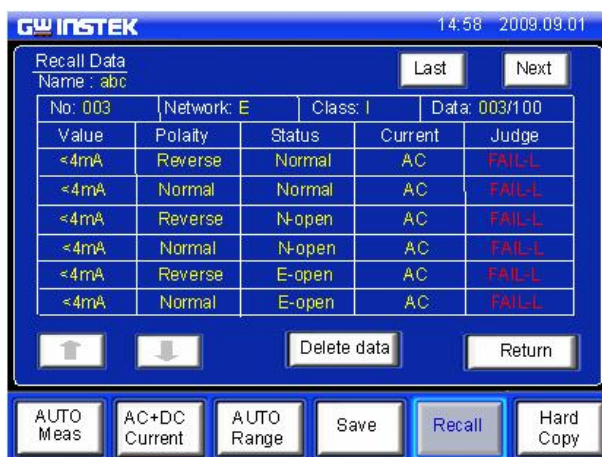 GW INSTEK 14:58 2009.09.01
Recall Data
Name : abc
Last Next
No: 003 Network: E Class: I Data: 003/100
Value Polaity Status Current Judge
<4mA Reverse Normal AC FAIL-L
<4mA Normal Normal AC FAIL-L
<4mA Reverse N-open AC FAIL-L
<4mA Normal N-open AC FAIL-L
<4mA Reverse E-open AC FAIL-L
<4mA Normal E-open AC FAIL-L
Delete data Return
AUTO Meas AC+DC Current AUTO Range Save Recall Hard Copy